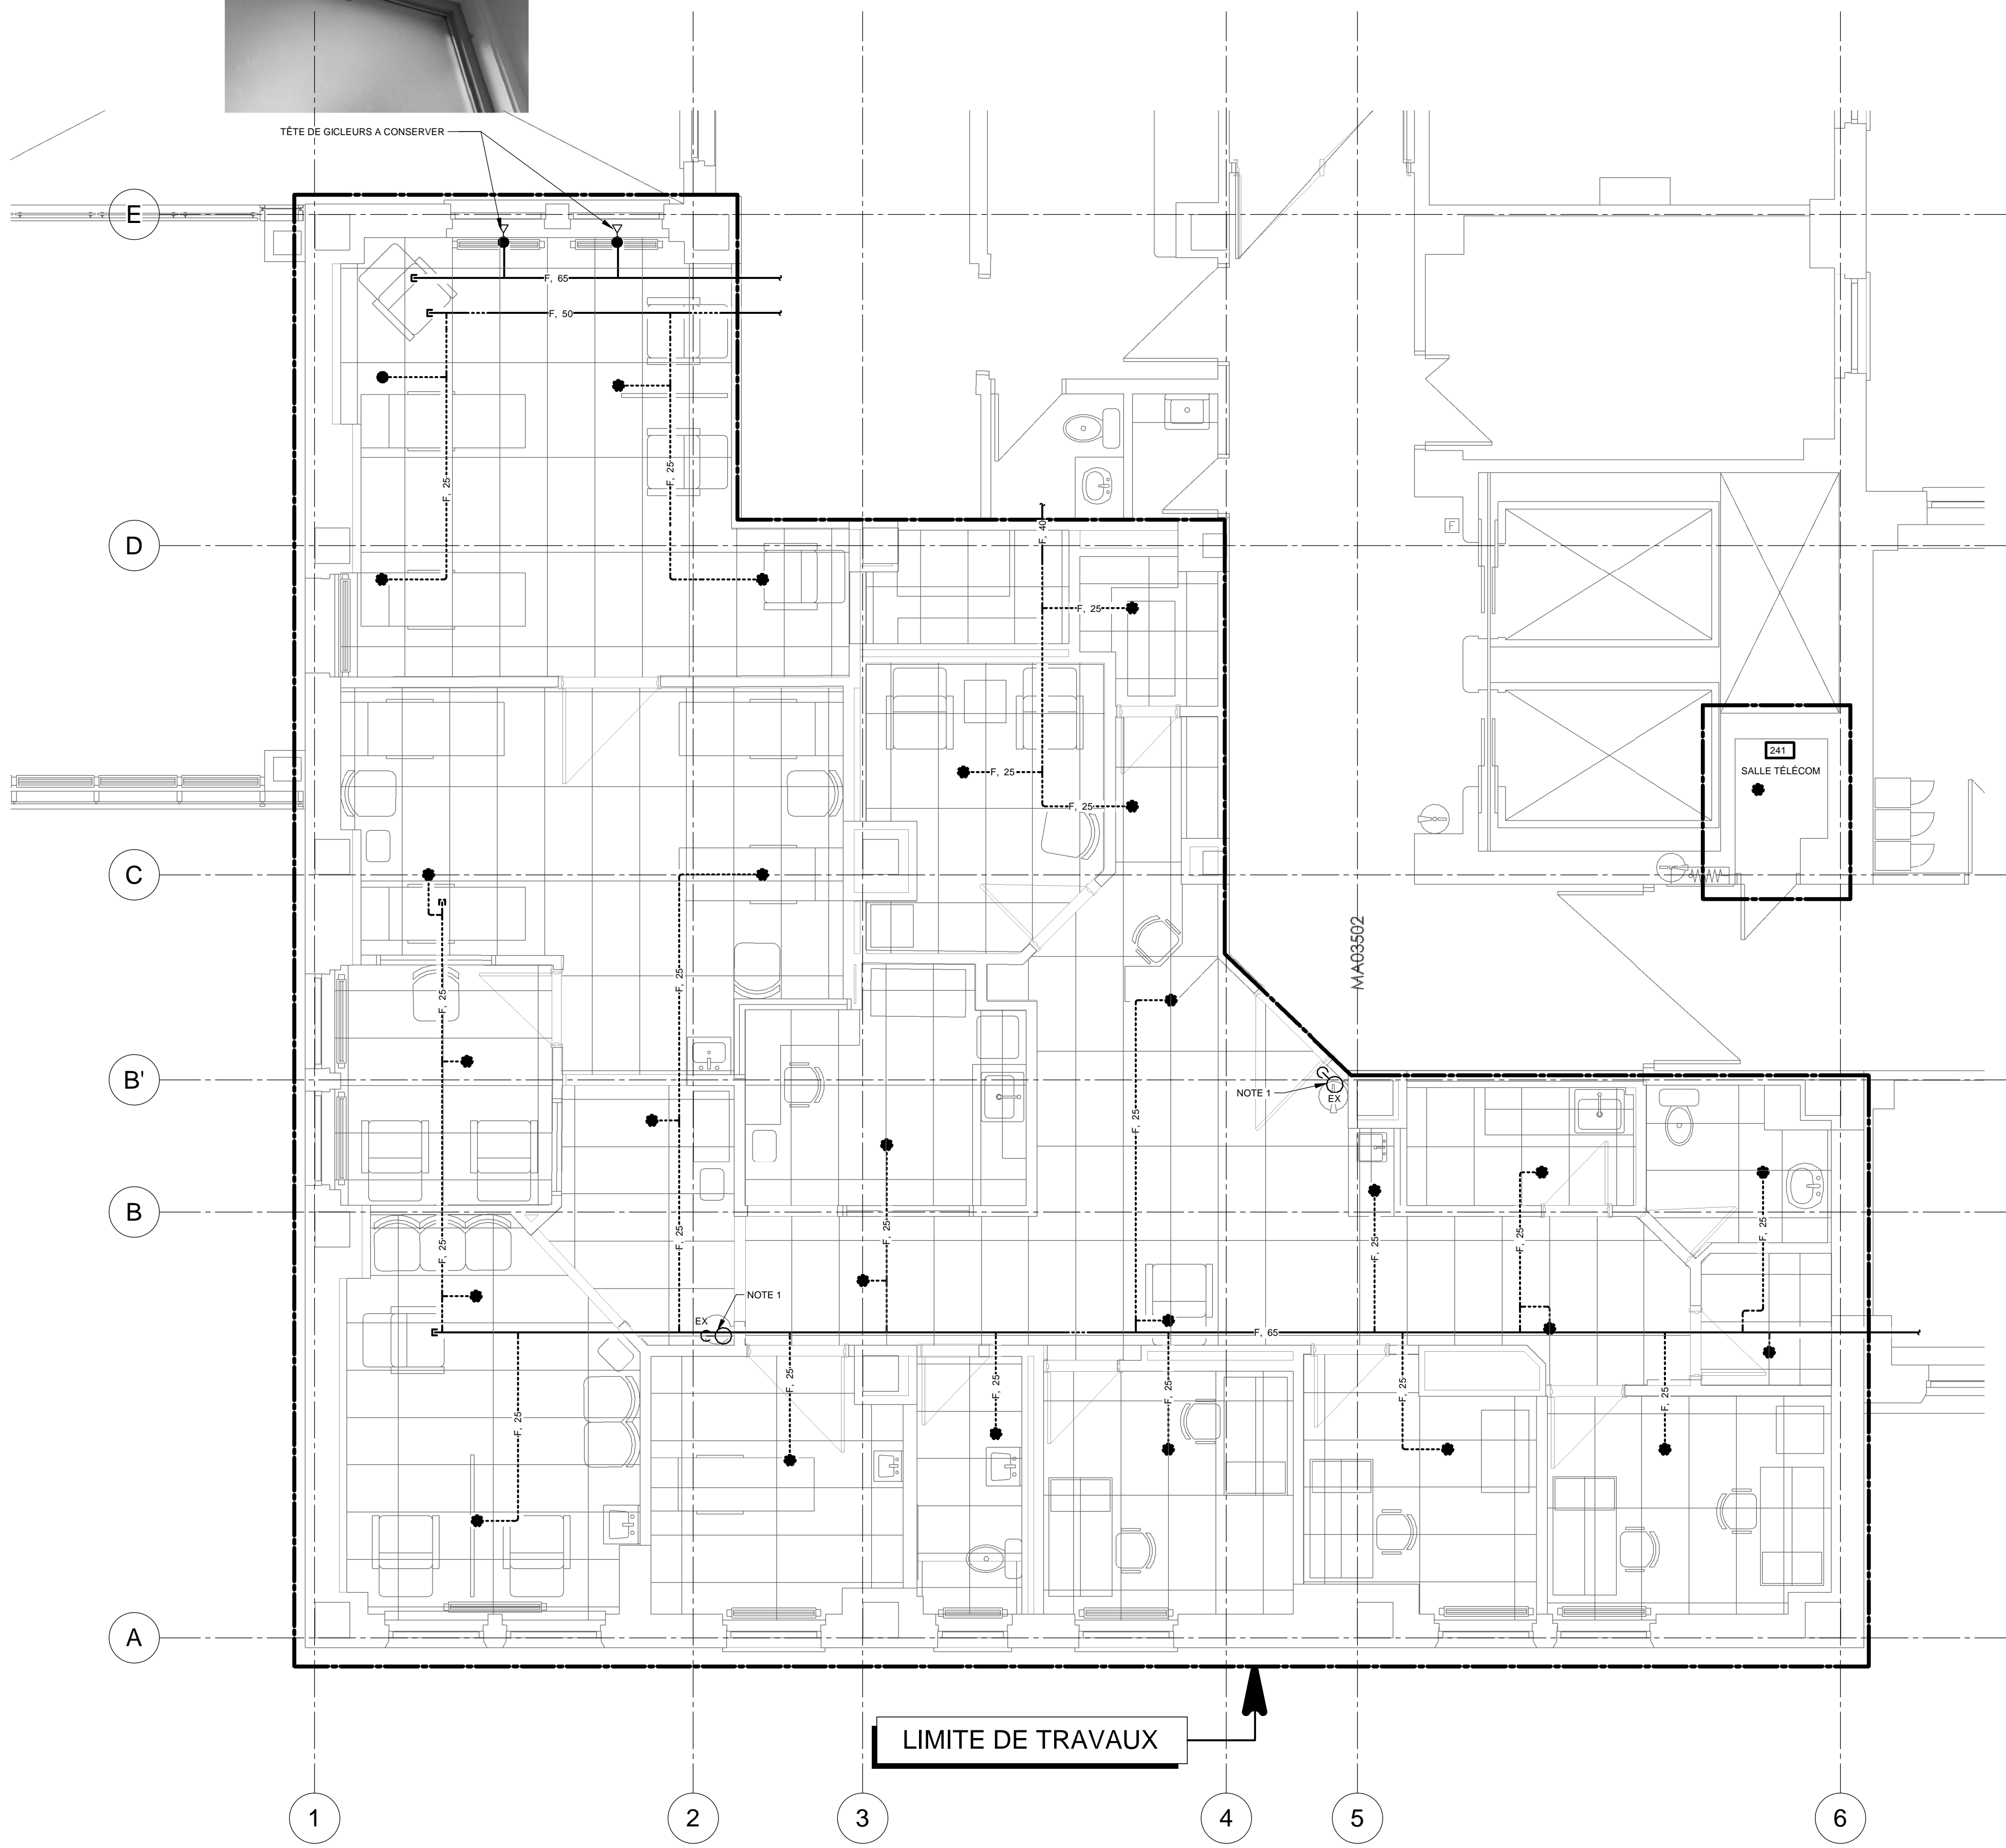 TÊTE DE GICLEURS A CONSERVER
E
F, 65
F, 50
F, 25
F, 25
D
F, 40
F
F, 25
241
SALLE TÉLÉCOM
F, 25
F, 25
C
MA03502
F, 25
F, 25
B'
NOTE 1
EX
F, 25
B
F, 25
F, 25
F, 25
F, 25
F, 25
F, 25
NOTE 1
EX
F, 65
F, 25
F, 25
F, 25
F, 25
F, 25
F, 25
A
LIMITE DE TRAVAUX
1
2
3
4
5
6